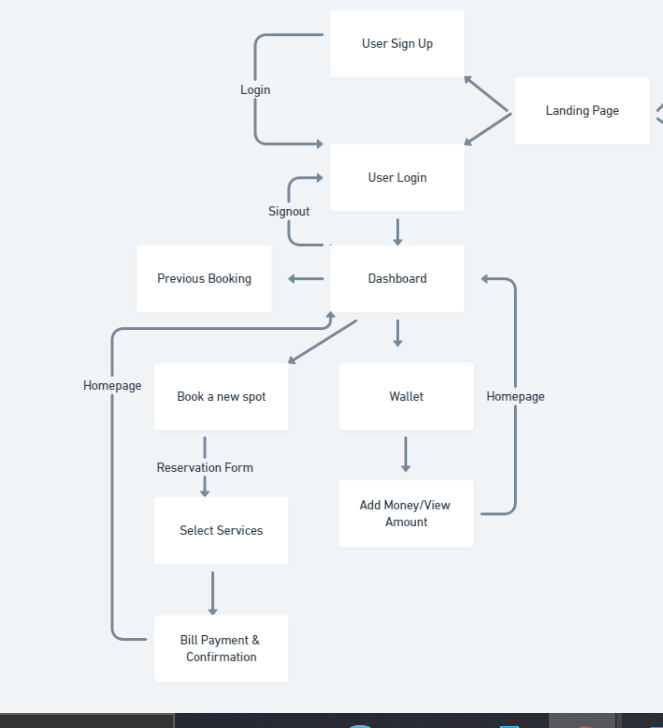 User Sign Up
Login
Landing Page
User Login
Signout
Previous Booking
Dashboard
Homepage
Book a new spot
Wallet
Homepage
Reservation Form
Add Money/View
Amount
Select Services
Bill Payment &
Confirmation